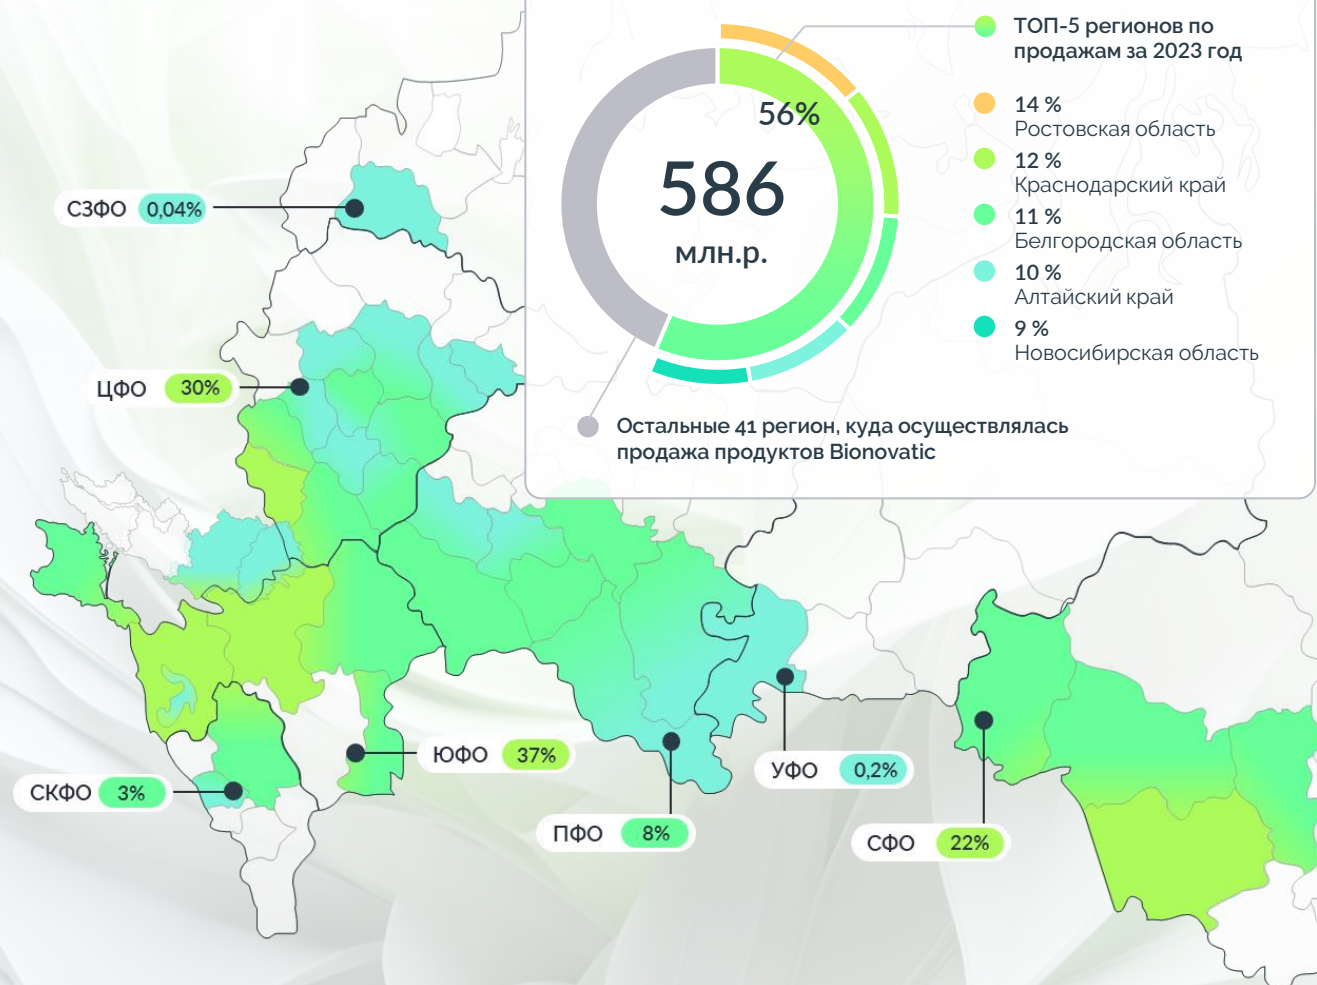 ТОП-5 регионов по
продажам за 2023 год
56%
586
млн.р.
14 %
Ростовская область
12 %
Краснодарский край
11 %
Белгородская область
10 %
Алтайский край
9 %
Новосибирская область
Остальные 41 регион, куда осуществлялась
продажа продуктов Bionovatic
СЗФО 0,04%
ЦФО 30%
ЮФО 37%
СКФО 3%
ПФО 8%
УФО 0,2%
СФО 22%